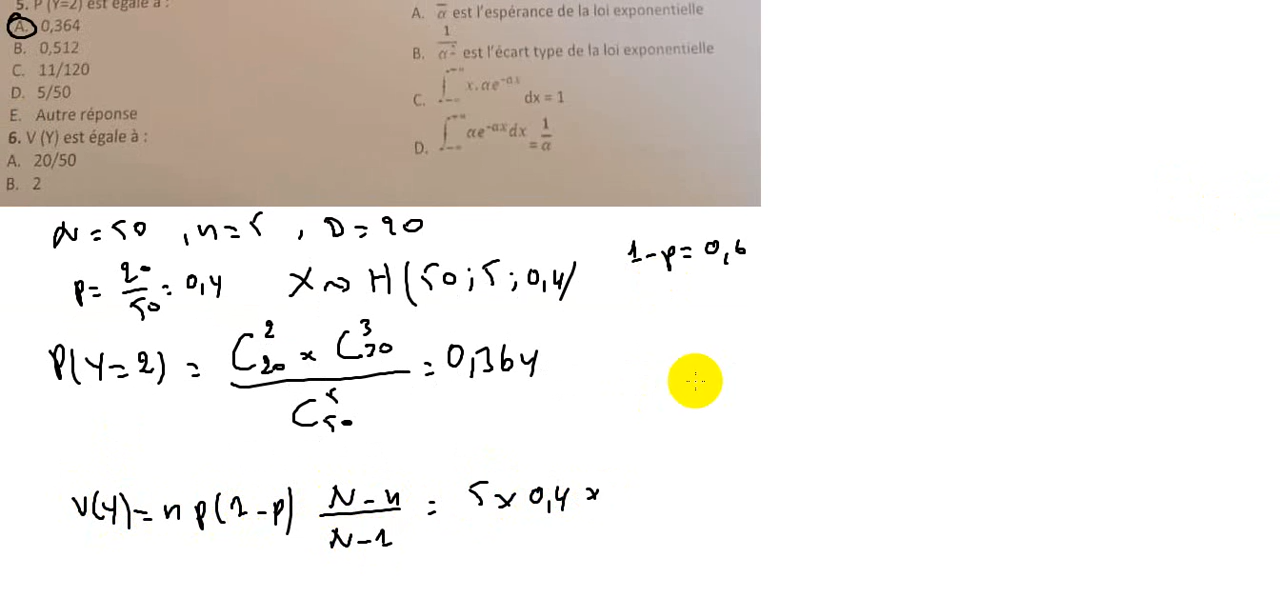 5. P (Y=2) est égale à :
A. 0,364
B. 0,512
C. 11/120
D. 5/50
E. Autre réponse
6. V (Y) est égale à :
A. 20/50
B. 2
A. 1/α est l'espérance de la loi exponentielle
B. 1/α² est l'écart type de la loi exponentielle
C. ∫ x.αe^-αx dx = 1
D. ∫ αe^-αx dx = 1/α
N = 50 , n = 5 , D = 20
1-p = 0,6
p = 20/50 = 0,4 X ~> H(50 ; 5 ; 0,4)
P(Y=2) = C²₂₀ × C³₃₀ / C⁵₅₀ = 0,364
V(Y) = n p(1-p) N-n / N-1 = 5 × 0,4 ×